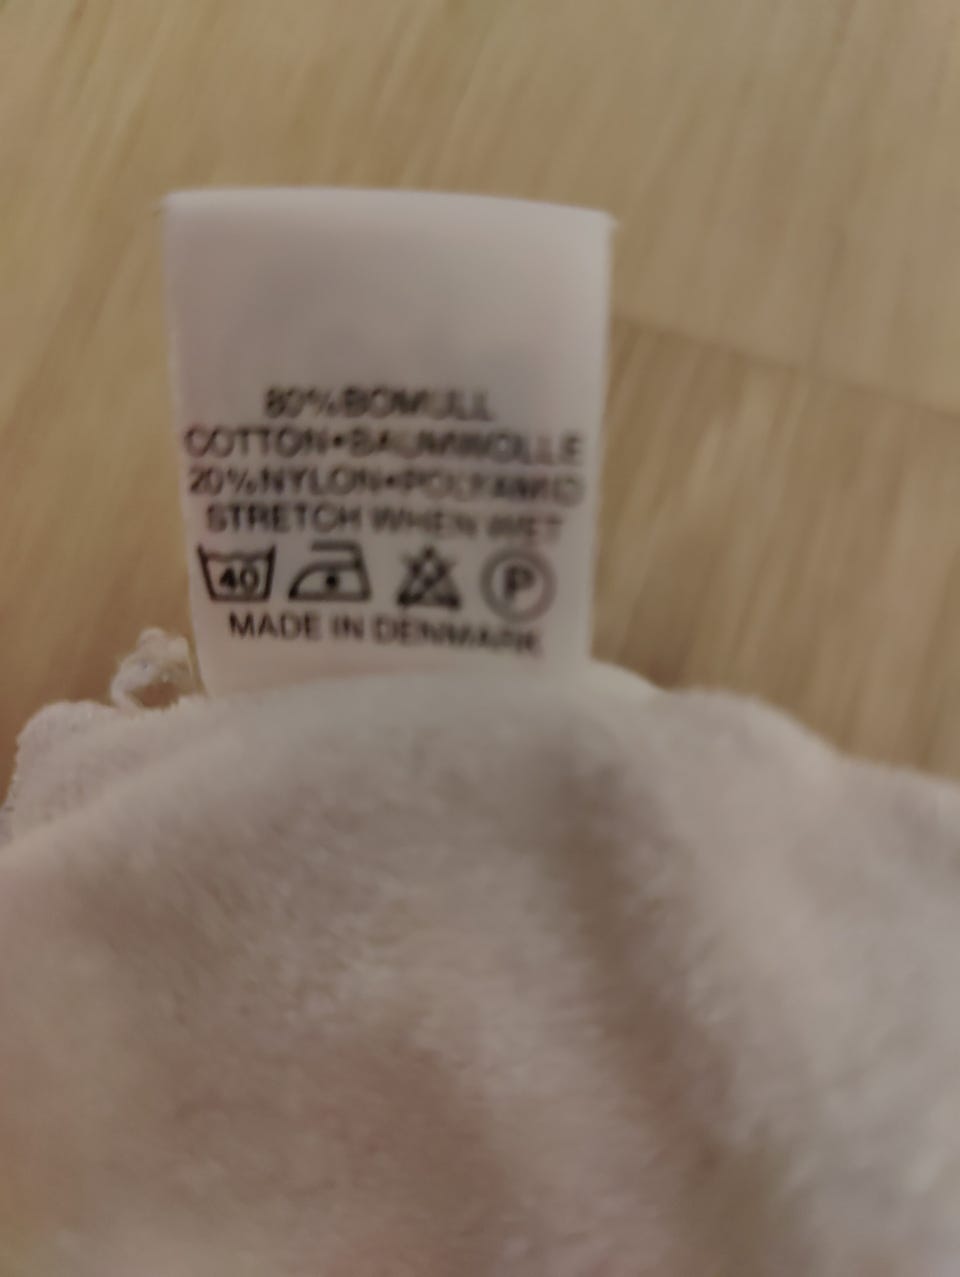 80% BOMULL
COTTON•BAUMWOLLE
20%NYLON•POLYAMID
STRETCH WHEN WET
40 P
MADE IN DENMARK